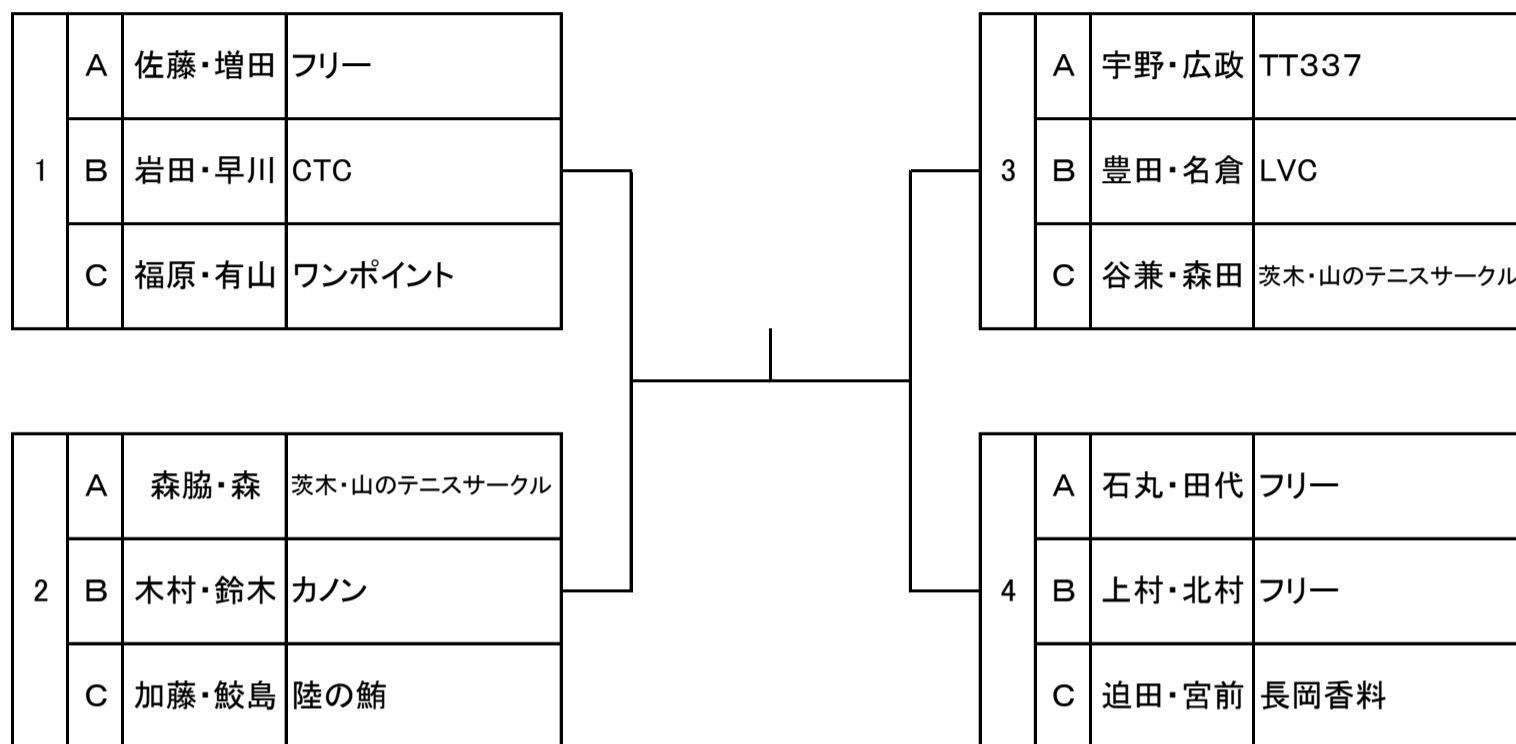 1
A 佐藤・増田 フリー
B 岩田・早川 CTC
C 福原・有山 ワンポイント
2
A 森脇・森 茨木・山のテニスサークル
B 木村・鈴木 カノン
C 加藤・鮫島 陸の鮪
3
A 宇野・広政 TT337
B 豊田・名倉 LVC
C 谷兼・森田 茨木・山のテニスサークル
4
A 石丸・田代 フリー
B 上村・北村 フリー
C 迫田・宮前 長岡香料